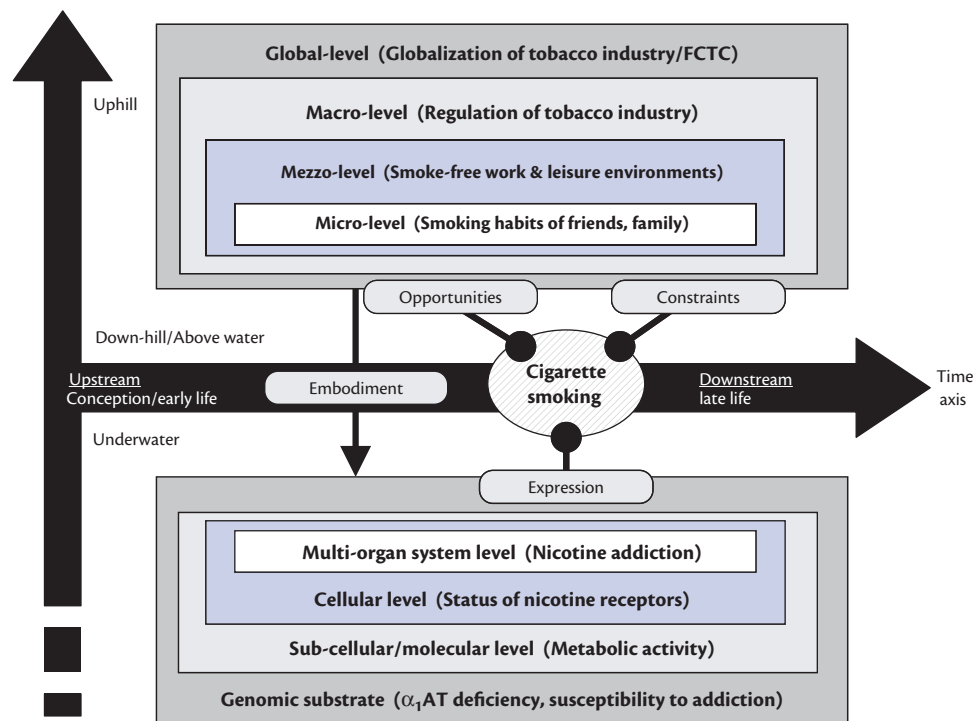 Global-level (Globalization of tobacco industry/FCTC)
Uphill
Macro-level (Regulation of tobacco industry)
Mezzo-level (Smoke-free work & leisure environments)
Micro-level (Smoking habits of friends, family)
Opportunities
Constraints
Down-hill/Above water
Upstream
Conception/early life
Embodiment
Cigarette
smoking
Downstream
late life
Time
axis
Underwater
Expression
Multi-organ system level (Nicotine addiction)
Cellular level (Status of nicotine receptors)
Sub-cellular/molecular level (Metabolic activity)
Genomic substrate (α₁AT deficiency, susceptibility to addiction)